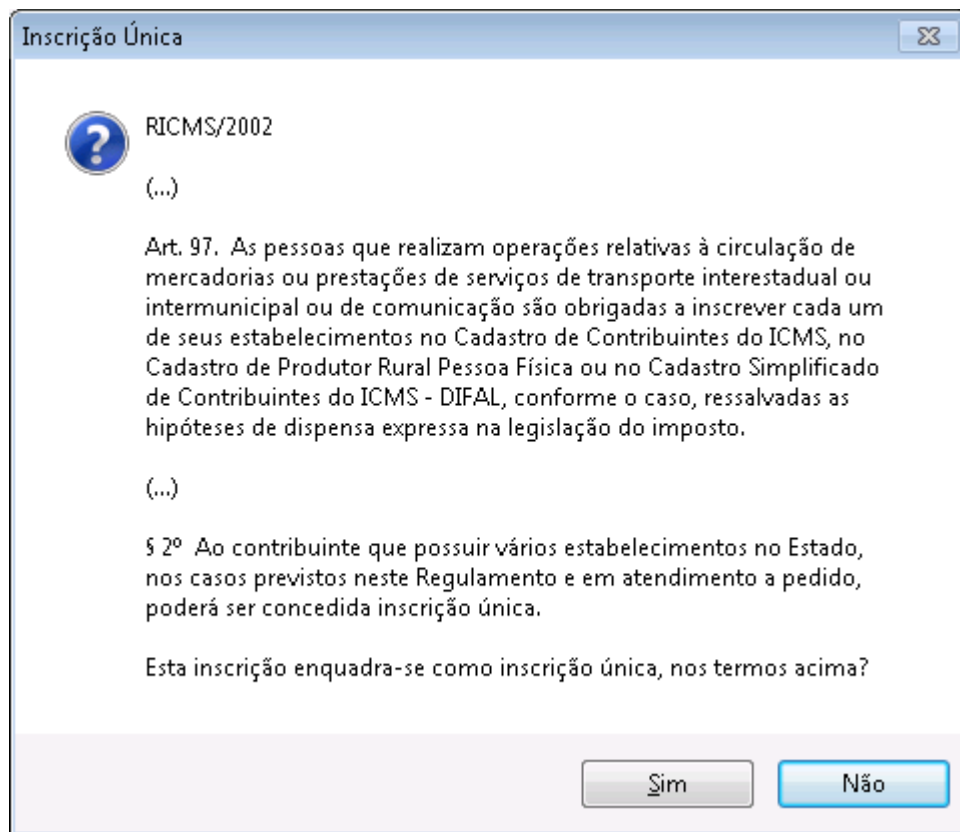 Inscrição Única
RICMS/2002
(...)
Art. 97.  As pessoas que realizam operações relativas à circulação de
mercadorias ou prestações de serviços de transporte interestadual ou
intermunicipal ou de comunicação são obrigadas a inscrever cada um
de seus estabelecimentos no Cadastro de Contribuintes do ICMS, no
Cadastro de Produtor Rural Pessoa Física ou no Cadastro Simplificado
de Contribuintes do ICMS - DIFAL, conforme o caso, ressalvadas as
hipóteses de dispensa expressa na legislação do imposto.
(...)
§ 2º  Ao contribuinte que possuir vários estabelecimentos no Estado,
nos casos previstos neste Regulamento e em atendimento a pedido,
poderá ser concedida inscrição única.
Esta inscrição enquadra-se como inscrição única, nos termos acima?
Sim
Não